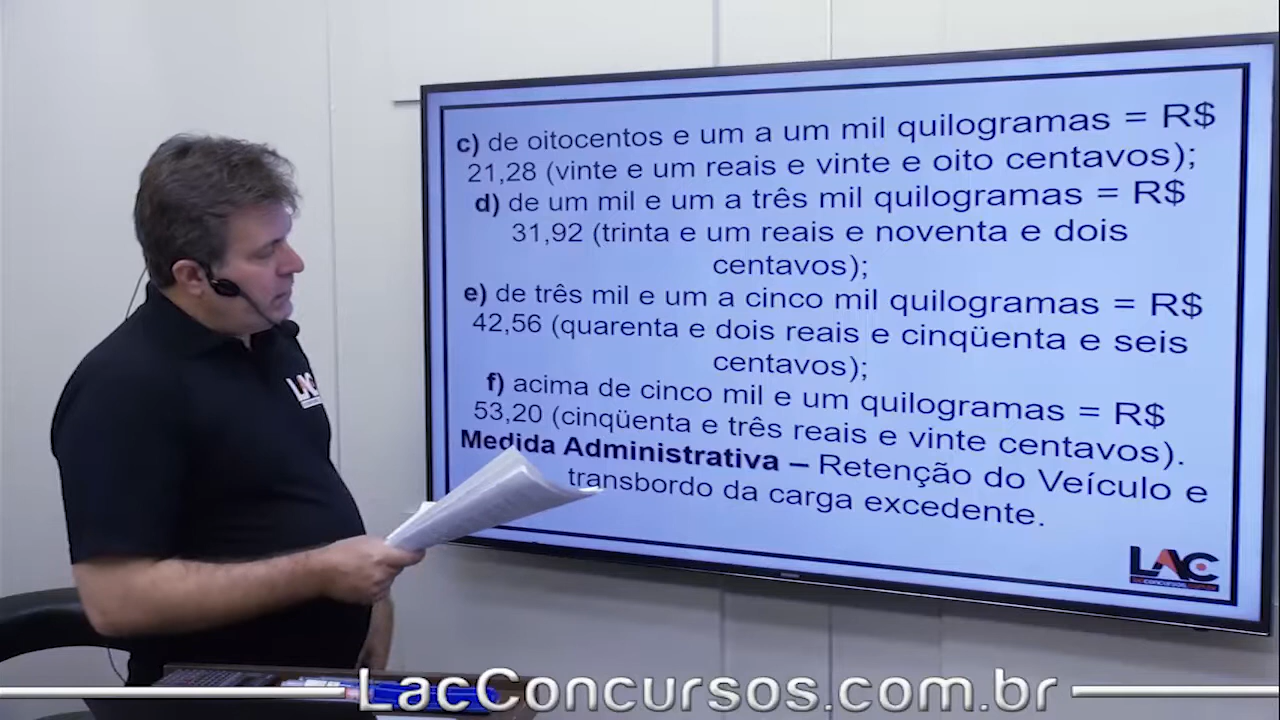 c) de oitocentos e um a um mil quilogramas = R$
21,28 (vinte e um reais e vinte e oito centavos);
d) de um mil e um a três mil quilogramas = R$
31,92 (trinta e um reais e noventa e dois
centavos);
e) de três mil e um a cinco mil quilogramas = R$
42,56 (quarenta e dois reais e cinqüenta e seis
centavos);
f) acima de cinco mil e um quilogramas = R$
53,20 (cinqüenta e três reais e vinte centavos).
Medida Administrativa – Retenção do Veículo e
transbordo da carga excedente.
LAC
LAC
LacConcursos.com.br